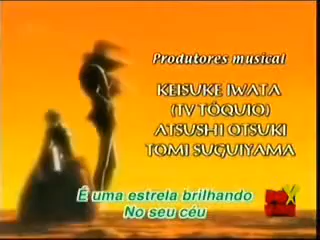 Produtores musical
KEISUKE IWATA
(TV TÓQUIO)
ATSUSHI OTSUKI
TOMI SUGUIYAMA
É uma estrela brilhando
No seu céu